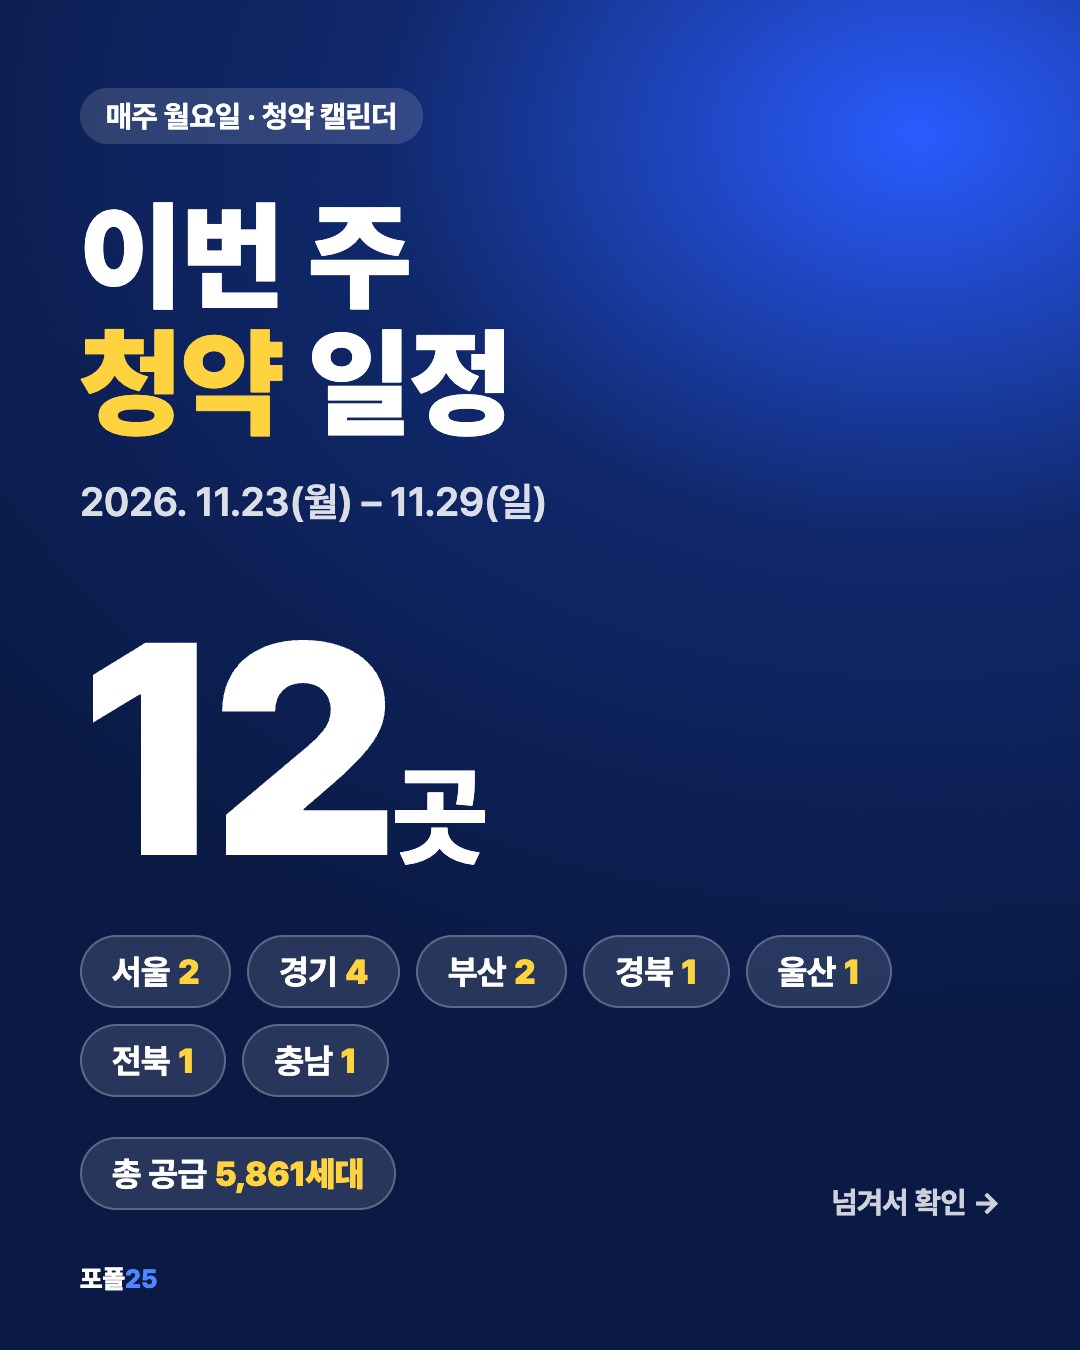 매주 월요일 · 청약 캘린더
이번 주
청약 일정
2026. 11.23(월) – 11.29(일)
12곳
서울 2 경기 4 부산 2 경북 1 울산 1
전북 1 충남 1
총 공급 5,861세대
넘겨서 확인 →
포폴25